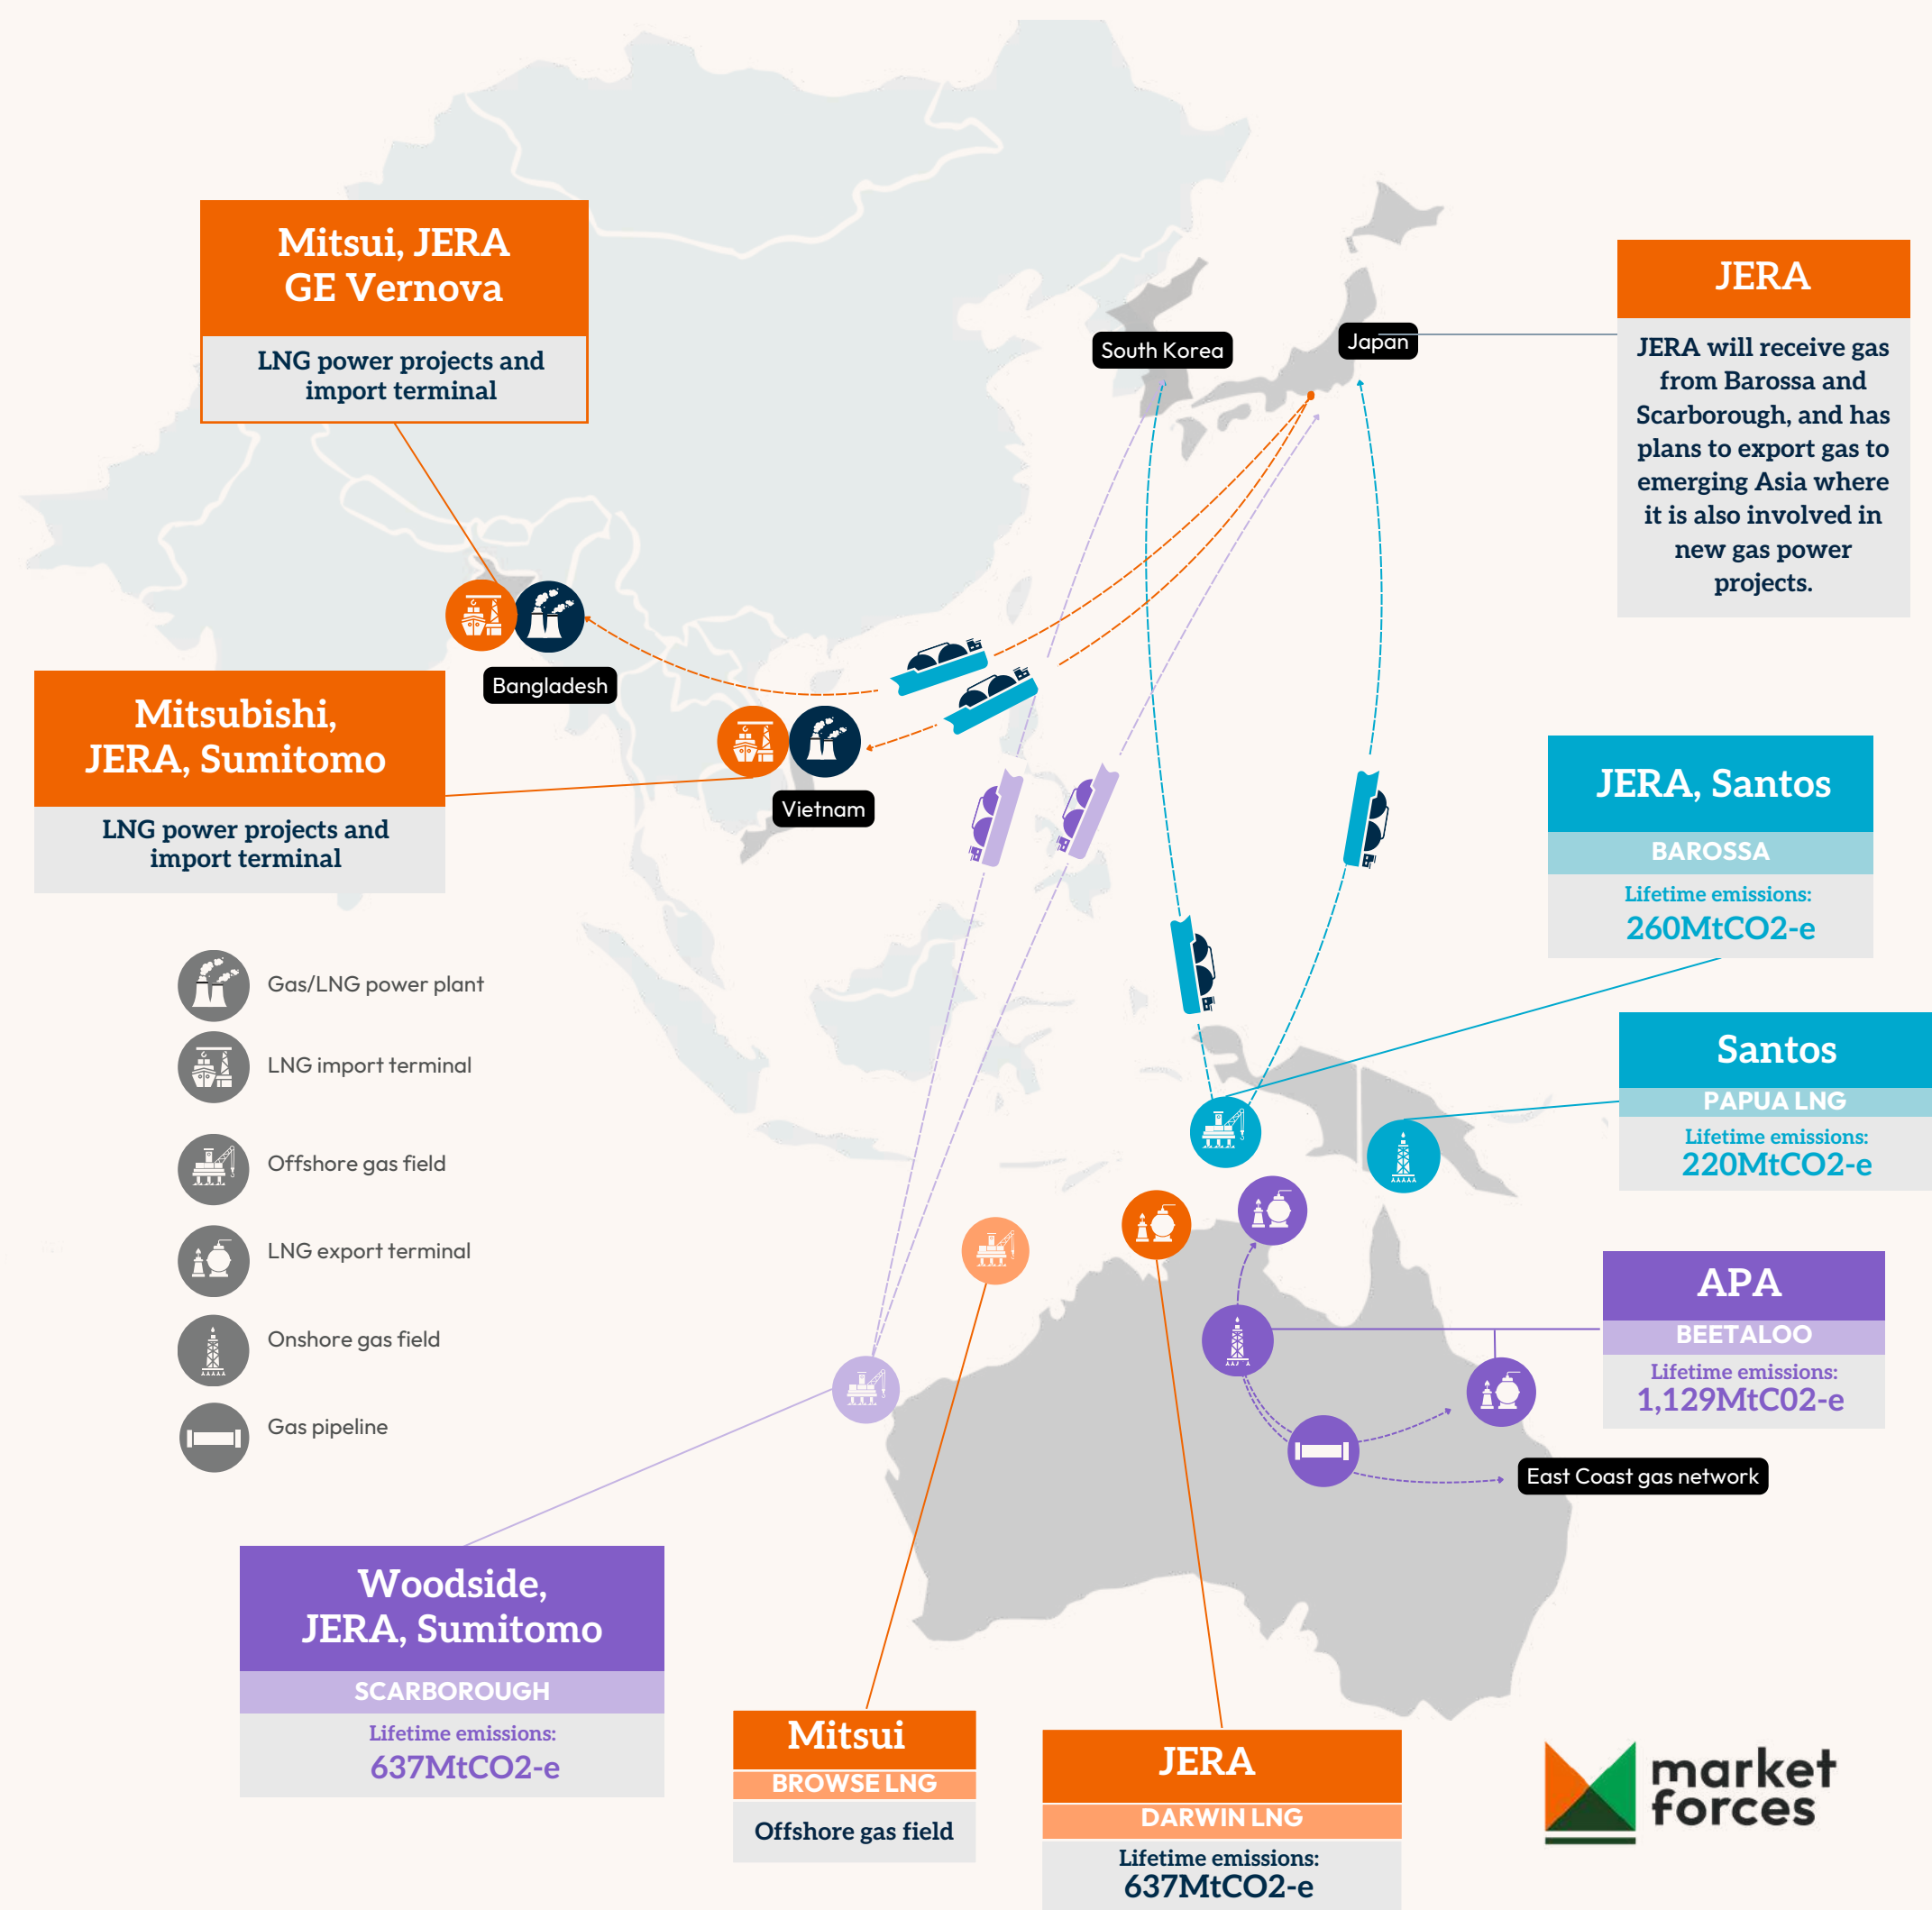 Mitsui, JERA
GE Vernova
LNG power projects and
import terminal
South Korea
Japan
JERA
JERA will receive gas
from Barossa and
Scarborough, and has
plans to export gas to
emerging Asia where
it is also involved in
new gas power
projects.
Bangladesh
Mitsubishi,
JERA, Sumitomo
LNG power projects and
import terminal
Vietnam
JERA, Santos
BAROSSA
Lifetime emissions:
260MtCO2-e
Gas/LNG power plant
LNG import terminal
Offshore gas field
LNG export terminal
Onshore gas field
Gas pipeline
Santos
PAPUA LNG
Lifetime emissions:
220MtCO2-e
APA
BEETALOO
Lifetime emissions:
1,129MtC02-e
East Coast gas network
Woodside,
JERA, Sumitomo
SCARBOROUGH
Lifetime emissions:
637MtCO2-e
Mitsui
BROWSE LNG
Offshore gas field
JERA
DARWIN LNG
Lifetime emissions:
637MtCO2-e
market
forces